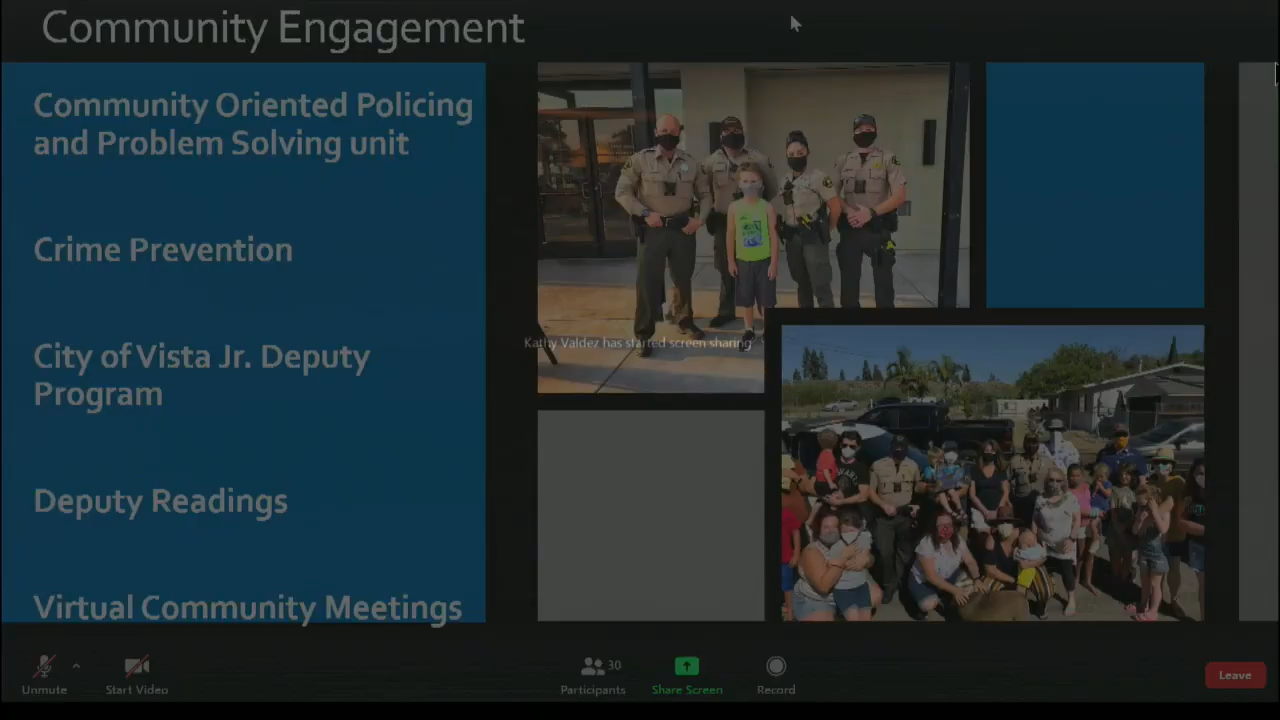 Community Engagement
Community Oriented Policing
and Problem Solving unit
Crime Prevention
City of Vista Jr. Deputy
Program
Deputy Readings
Virtual Community Meetings
Kathy Valdez has started screen sharing
Unmute
Start Video
30
Participants
Share Screen
Record
Leave